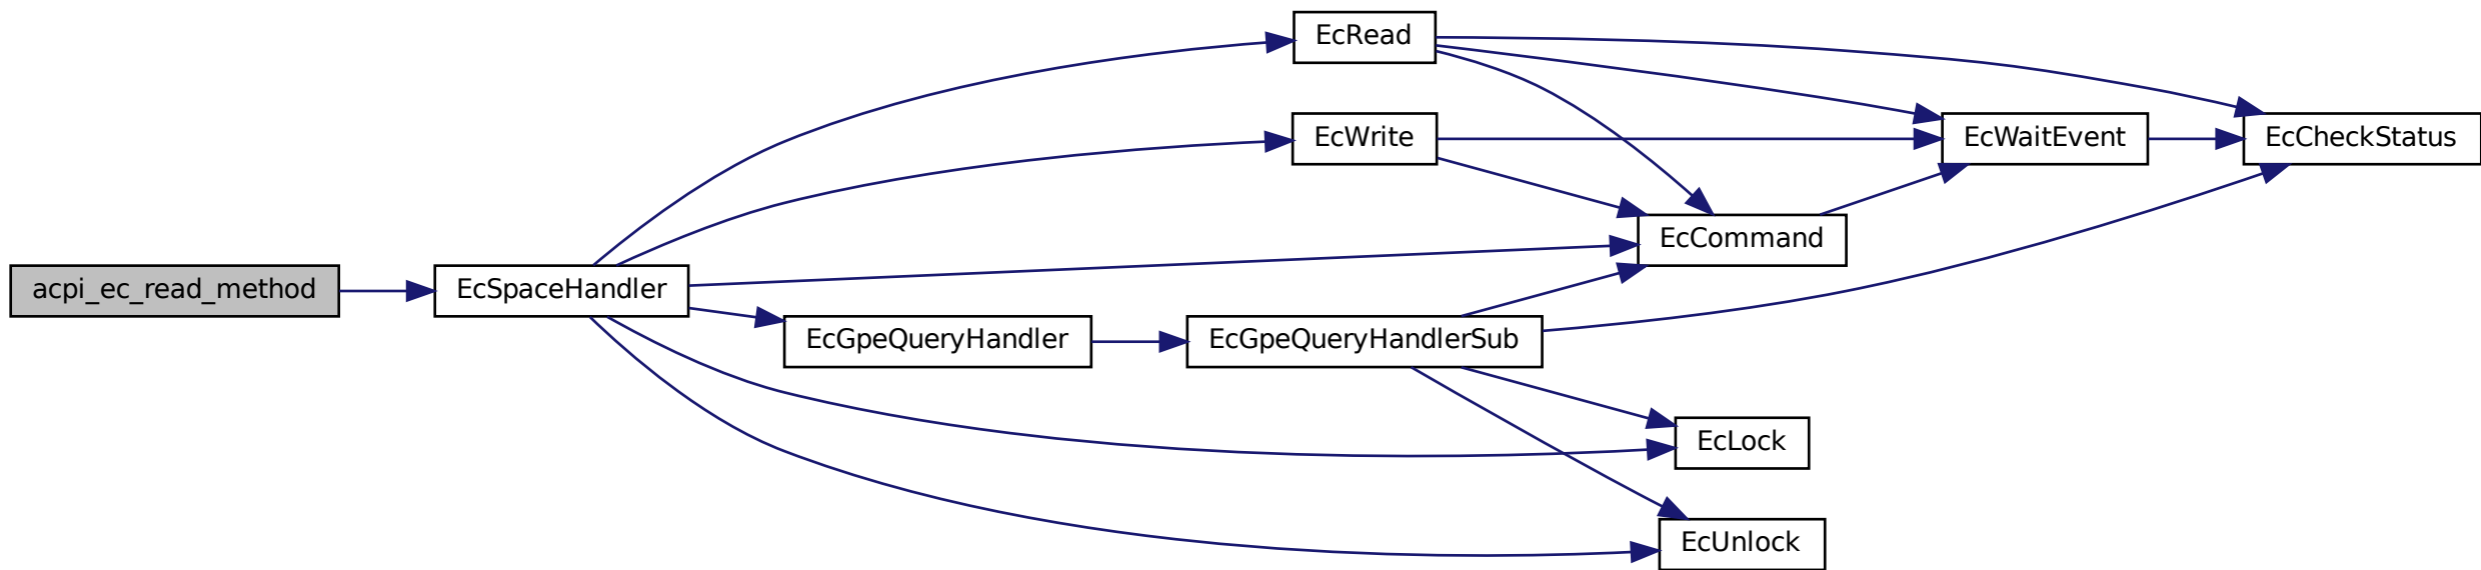 EcRead
EcWrite
EcWaitEvent
EcCheckStatus
EcCommand
acpi_ec_read_method
EcSpaceHandler
EcGpeQueryHandler
EcGpeQueryHandlerSub
EcLock
EcUnlock